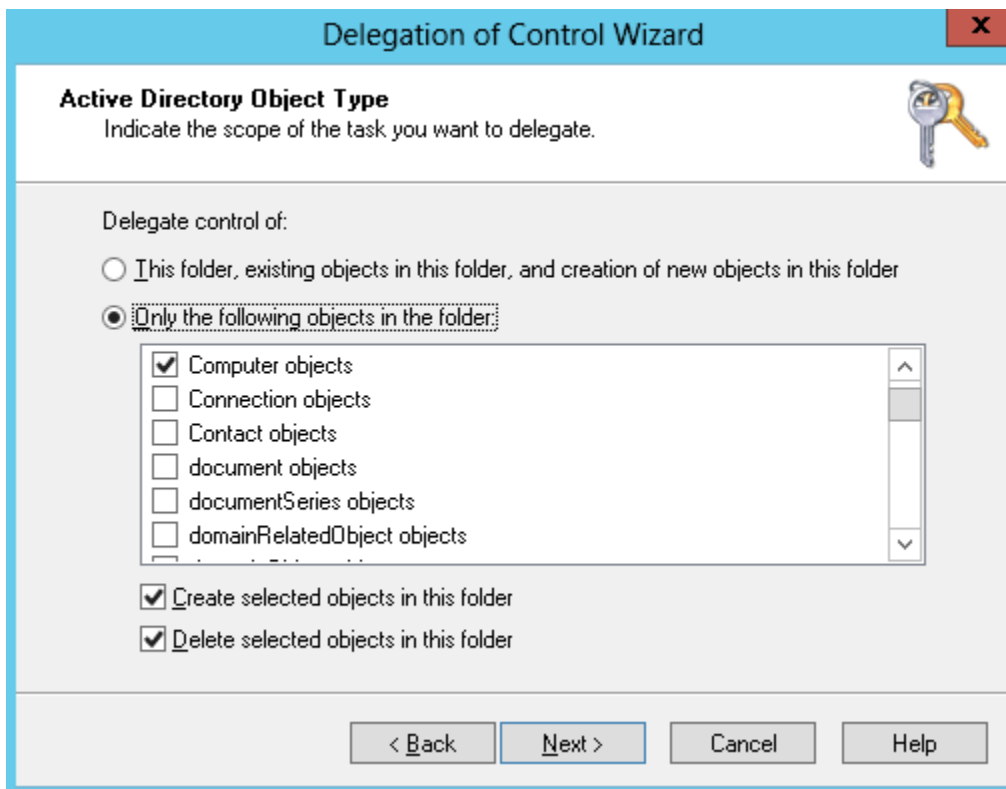 Delegation of Control Wizard
x
Active Directory Object Type
Indicate the scope of the task you want to delegate.
Delegate control of:
This folder, existing objects in this folder, and creation of new objects in this folder
Only the following objects in the folder:
Computer objects
Connection objects
Contact objects
document objects
documentSeries objects
domainRelatedObject objects
Create selected objects in this folder
Delete selected objects in this folder
< Back
Next >
Cancel
Help